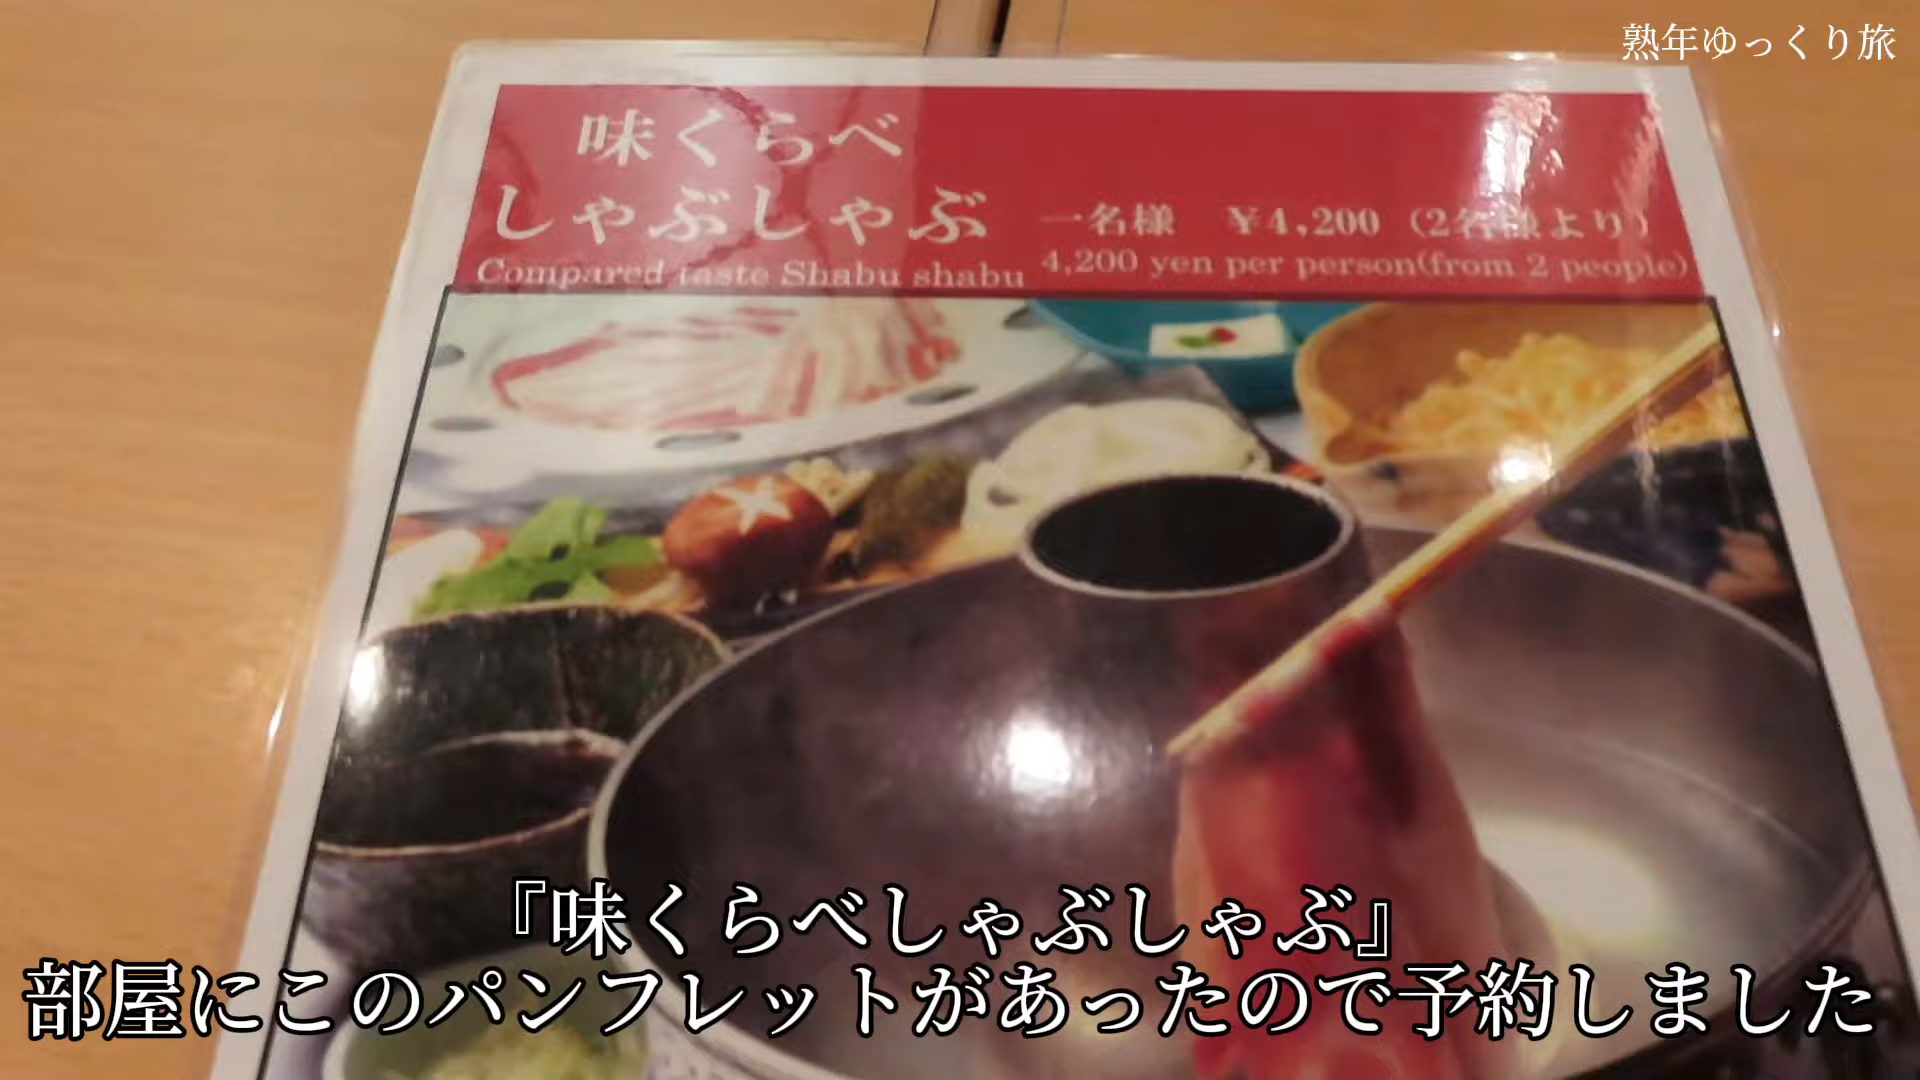 熟年ゆっくり旅
味くらべ
しゃぶしゃぶ
一名様 ¥4,200（2名様より）
Compared taste Shabu shabu
4,200 yen per person(from 2 people)
『味くらべしゃぶしゃぶ』
部屋にこのパンフレットがあったので予約しました